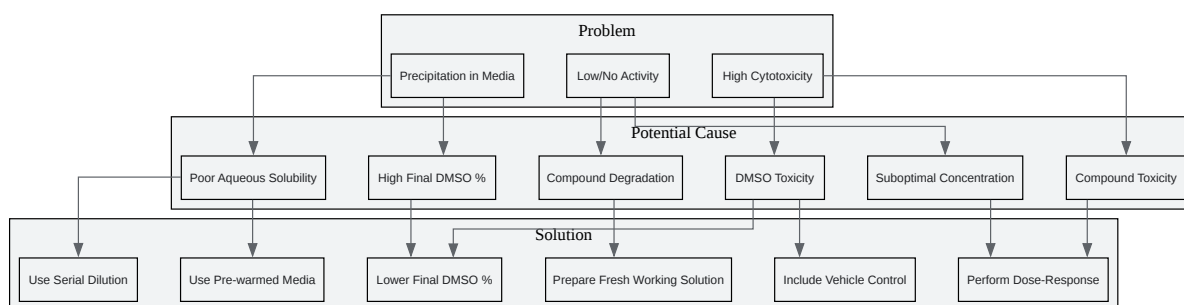 Problem
Precipitation in Media
Low/No Activity
High Cytotoxicity
Potential Cause
Poor Aqueous Solubility
High Final DMSO %
Compound Degradation
DMSO Toxicity
Suboptimal Concentration
Compound Toxicity
Solution
Use Serial Dilution
Use Pre-warmed Media
Lower Final DMSO %
Prepare Fresh Working Solution
Include Vehicle Control
Perform Dose-Response